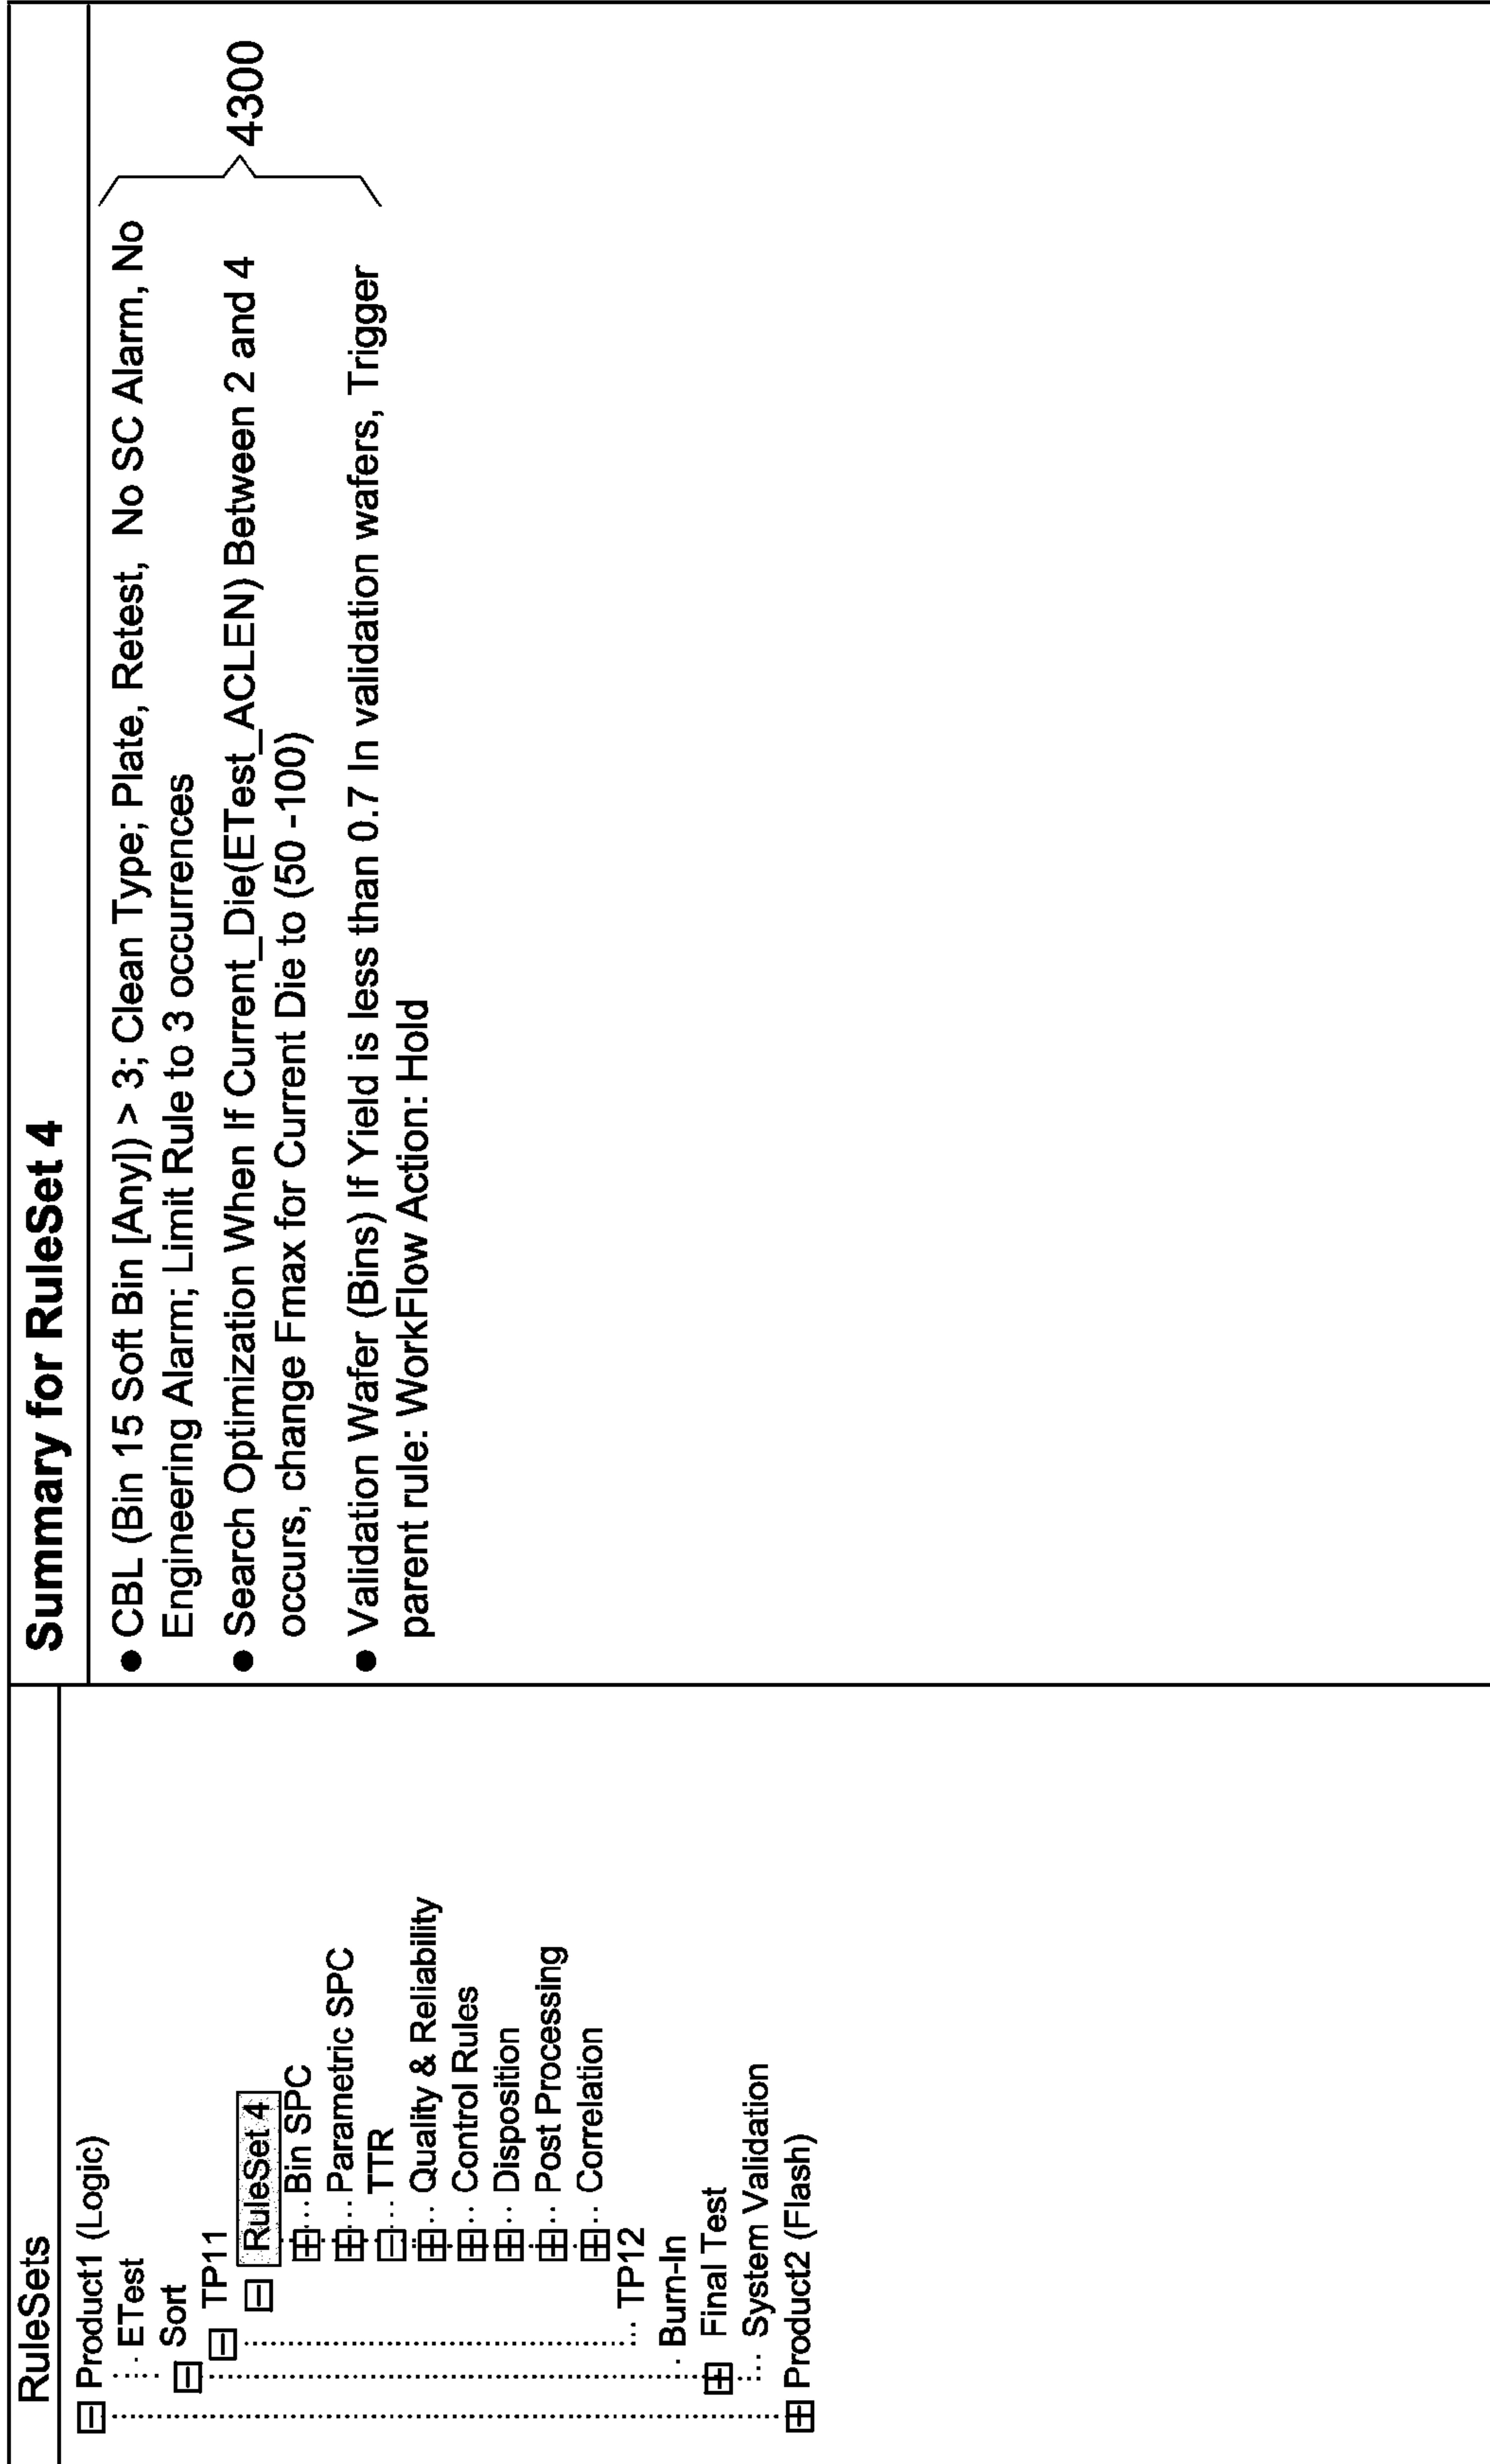 RuleSets
Product1 (Logic)
ETest
Sort
TP11
RuleSet 4
Bin SPC
Parametric SPC
TTR
Quality & Reliability
Control Rules
Disposition
Post Processing
Correlation
TP12
Burn-In
Final Test
System Validation
Product2 (Flash)
Summary for RuleSet 4
● CBL (Bin 15 Soft Bin [Any]) > 3; Clean Type; Plate, Retest, No SC Alarm, No
Engineering Alarm; Limit Rule to 3 occurrences
● Search Optimization When If Current_Die(ETest_ACLEN) Between 2 and 4
occurs, change Fmax for Current Die to (50 -100)
● Validation Wafer (Bins) If Yield is less than 0.7 In validation wafers, Trigger
parent rule: WorkFlow Action: Hold
4300